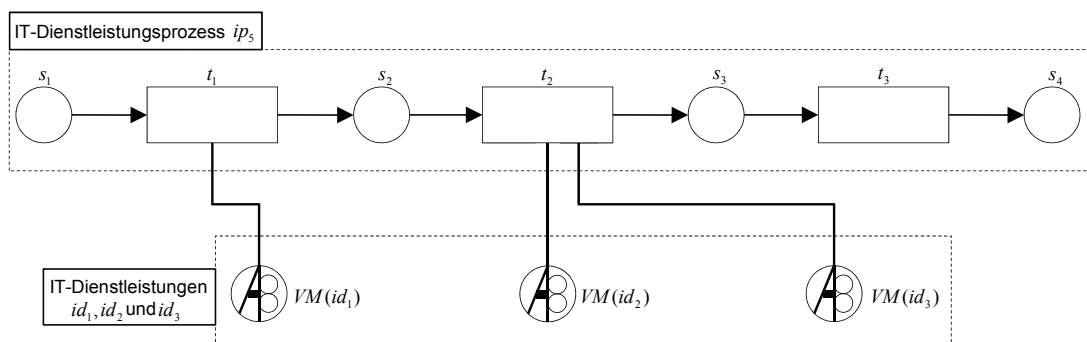 IT-Dienstleistungsprozess ip₅
s₁ t₁ s₂ t₂ s₃ t₃ s₄
IT-Dienstleistungen
id₁, id₂ und id₃
VM(id₁) VM(id₂) VM(id₃)